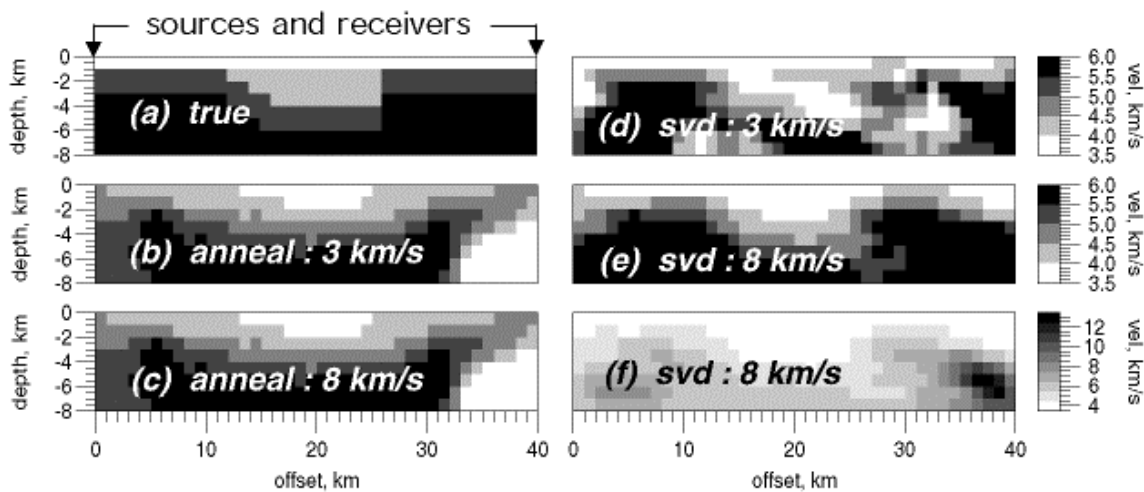 sources and receivers
depth, km
0
-2
-4
-6
-8
(a) true
(d) svd : 3 km/s
6.0
5.5
5.0
4.5
4.0
3.5
vel, km/s
depth, km
0
-2
-4
-6
-8
(b) anneal : 3 km/s
(e) svd : 8 km/s
6.0
5.5
5.0
4.5
4.0
3.5
vel, km/s
depth, km
0
-2
-4
-6
-8
(c) anneal : 8 km/s
(f) svd : 8 km/s
12
10
8
6
4
vel, km/s
0 10 20 30 40
0 10 20 30 40
offset, km
offset, km